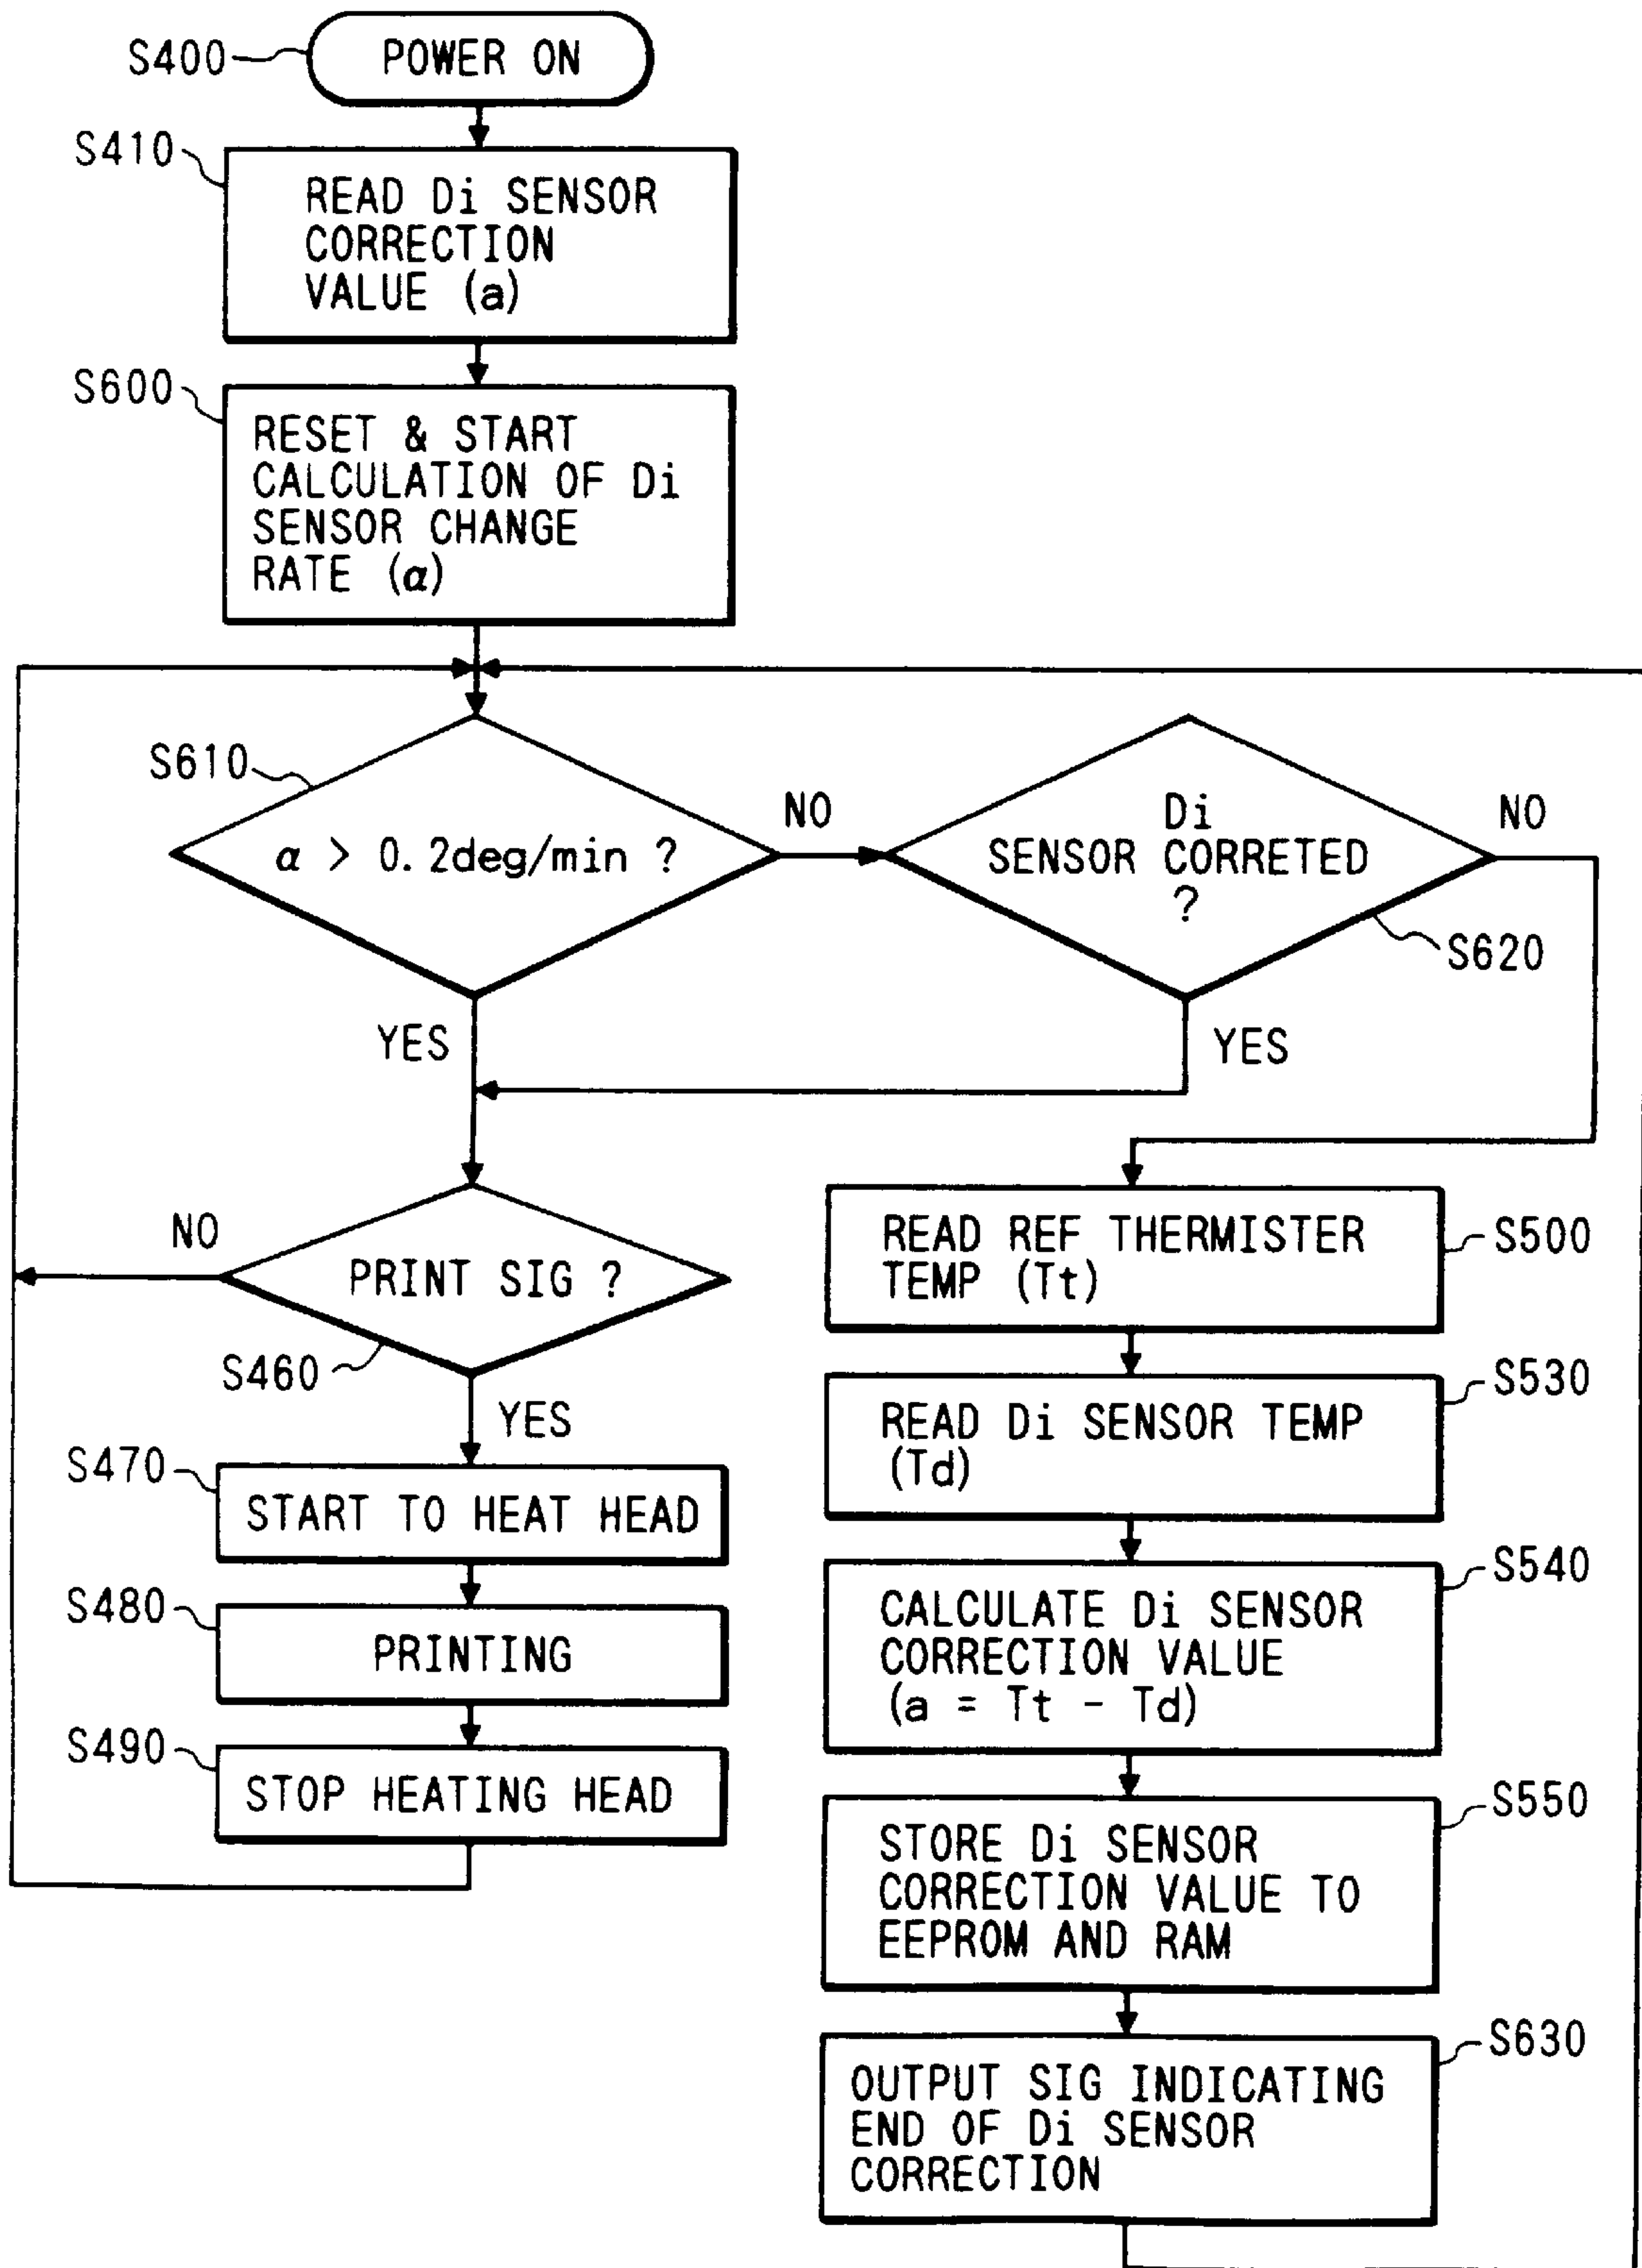 S400
POWER ON
S410
READ Di SENSOR
CORRECTION
VALUE (a)
S600
RESET & START
CALCULATION OF Di
SENSOR CHANGE
RATE (α)
S610
α > 0.2deg/min ?
NO
YES
Di
SENSOR CORRETED
?
NO
S620
YES
PRINT SIG ?
NO
S460
YES
S470
START TO HEAT HEAD
S480
PRINTING
S490
STOP HEATING HEAD
READ REF THERMISTER
TEMP (Tt)
S500
READ Di SENSOR TEMP
(Td)
S530
CALCULATE Di SENSOR
CORRECTION VALUE
(a = Tt - Td)
S540
STORE Di SENSOR
CORRECTION VALUE TO
EEPROM AND RAM
S550
OUTPUT SIG INDICATING
END OF Di SENSOR
CORRECTION
S630